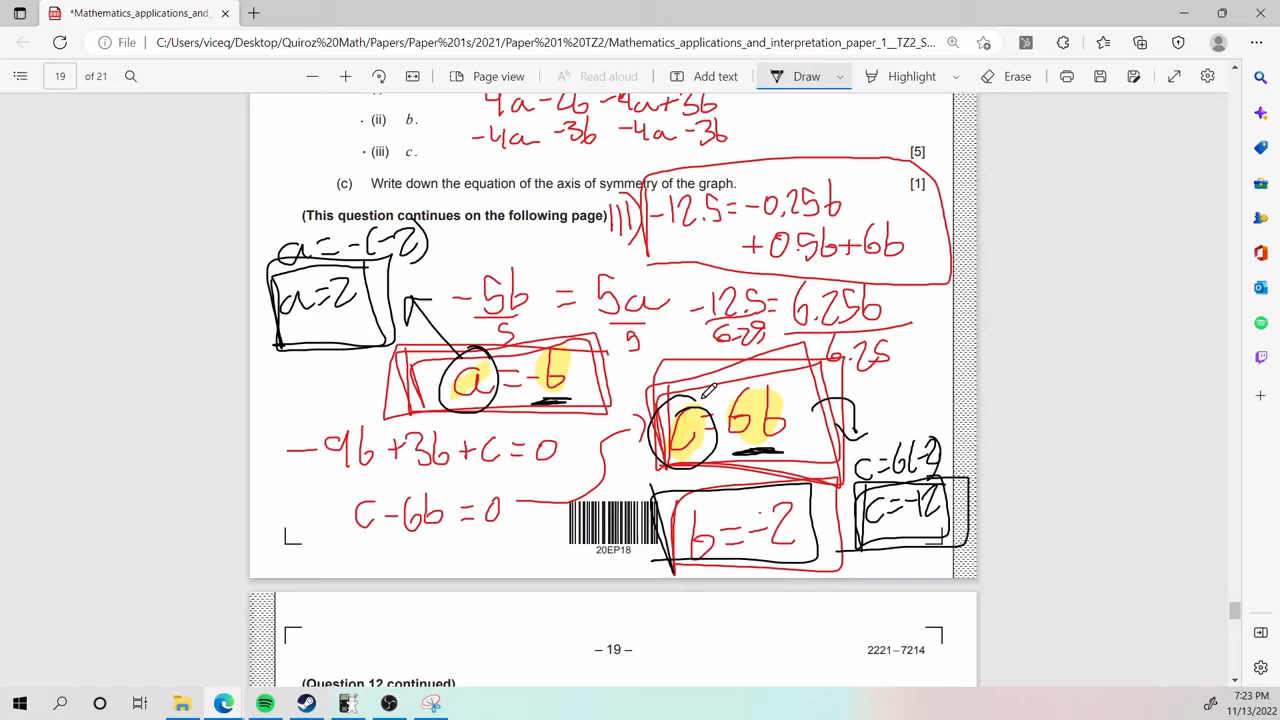 *Mathematics_applications_and_
File C:/Users/viceq/Desktop/Quiroz%20Math/Papers/Paper%201s/2021/Paper%201%20TZ2/Mathematics_applications_and_interpretation_paper_1__TZ2_S...
19 of 21 Page view Read aloud Add text Draw Highlight Erase
4a-2b -4a+3b
(ii) b.
-4a -3b -4a -3b
(iii) c. [5]
(c) Write down the equation of the axis of symmetry of the graph. [1]
(This question continues on the following page)
iii) -12.5=-0.25b
+0.5b+6b
a=-(-2)
a=2
-5b = 5a
5 5
-12.5= 6.25b
6.25 6.25
a=-b
c=6b
-9b+3b+c=0
c=6(-2)
c=-12
c-6b=0
b=-2
20EP18
– 19 –
2221–7214
(Question 12 continued)
7:23 PM
11/13/2022